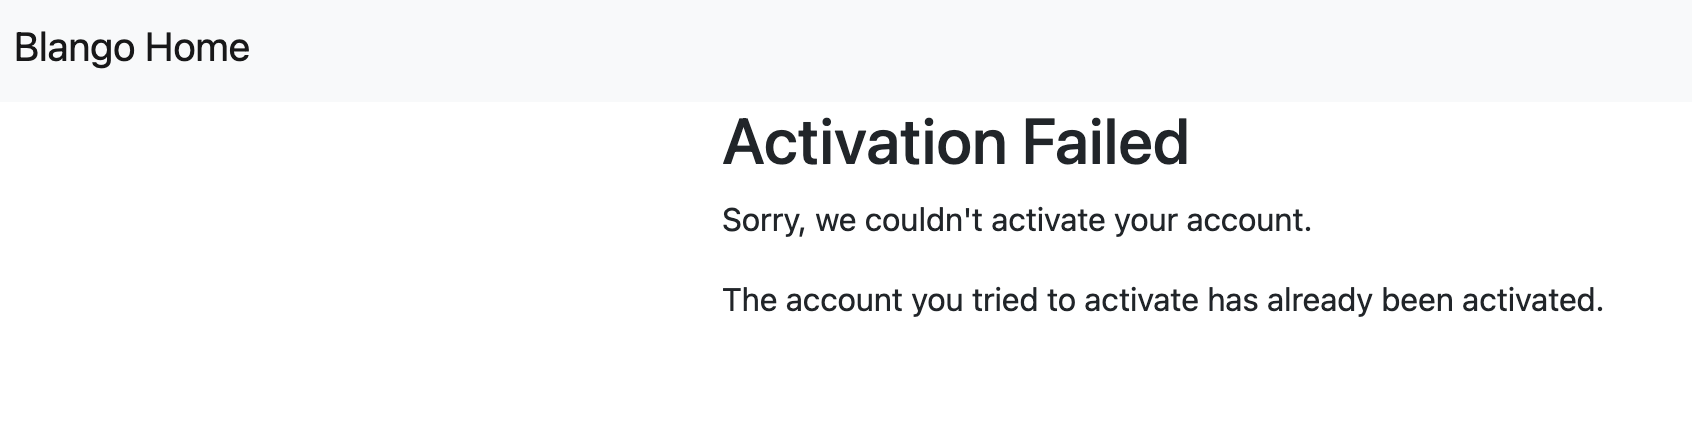 Blango Home
Activation Failed
Sorry, we couldn't activate your account.
The account you tried to activate has already been activated.